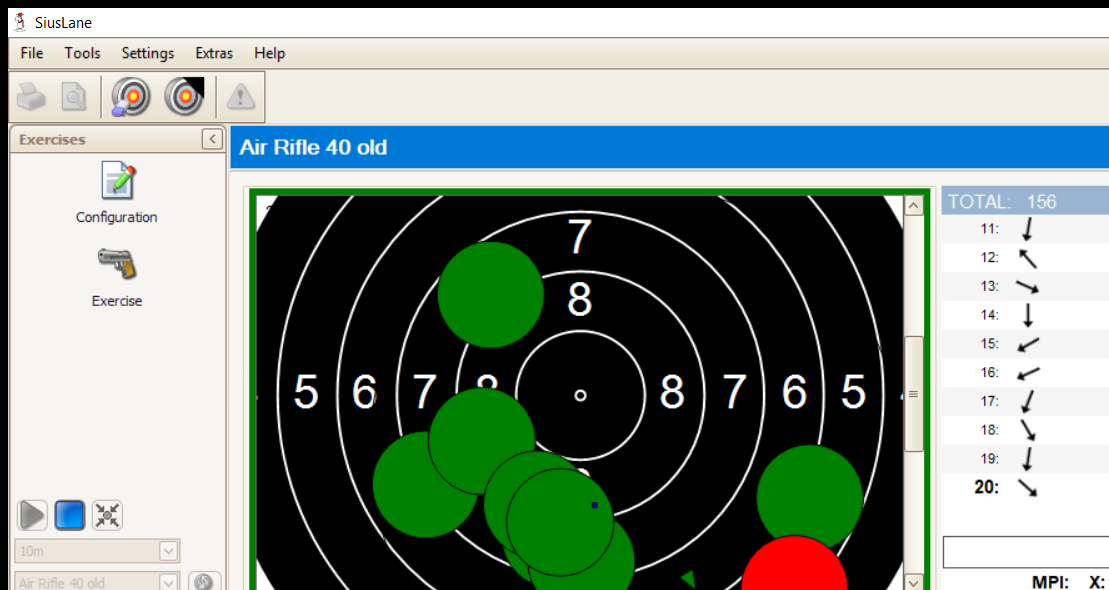 SiusLane
File Tools Settings Extras Help
Exercises
Air Rifle 40 old
Configuration
Exercise
10m
Air Rifle 40 old
7
8
5 6 7 8 8 7 6 5
TOTAL: 156
11:
12:
13:
14:
15:
16:
17:
18:
19:
20:
MPI: X: